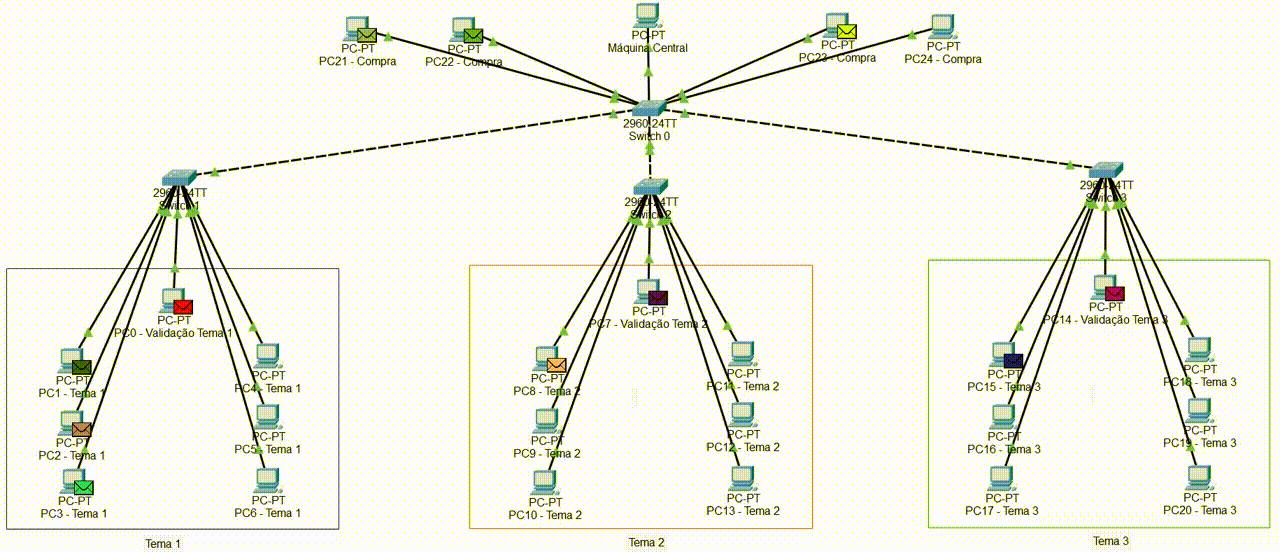 PC-PT
PC21 - Compra
PC-PT
PC22 - Compra
PC-PT
Máquina Central
PC-PT
PC23 - Compra
PC-PT
PC24 - Compra
2960-24TT
Switch 0
2960-24TT
Switch 1
2960-24TT
Switch 2
2960-24TT
Switch 3
PC-PT
PC0 - Validação Tema 1
PC-PT
PC1 - Tema 1
PC-PT
PC4 - Tema 1
PC-PT
PC2 - Tema 1
PC-PT
PC5 - Tema 1
PC-PT
PC3 - Tema 1
PC-PT
PC6 - Tema 1
Tema 1
PC-PT
PC7 - Validação Tema 2
PC-PT
PC8 - Tema 2
PC-PT
PC11 - Tema 2
PC-PT
PC9 - Tema 2
PC-PT
PC12 - Tema 2
PC-PT
PC10 - Tema 2
PC-PT
PC13 - Tema 2
Tema 2
PC-PT
PC14 - Validação Tema 3
PC-PT
PC15 - Tema 3
PC-PT
PC18 - Tema 3
PC-PT
PC16 - Tema 3
PC-PT
PC19 - Tema 3
PC-PT
PC17 - Tema 3
PC-PT
PC20 - Tema 3
Tema 3